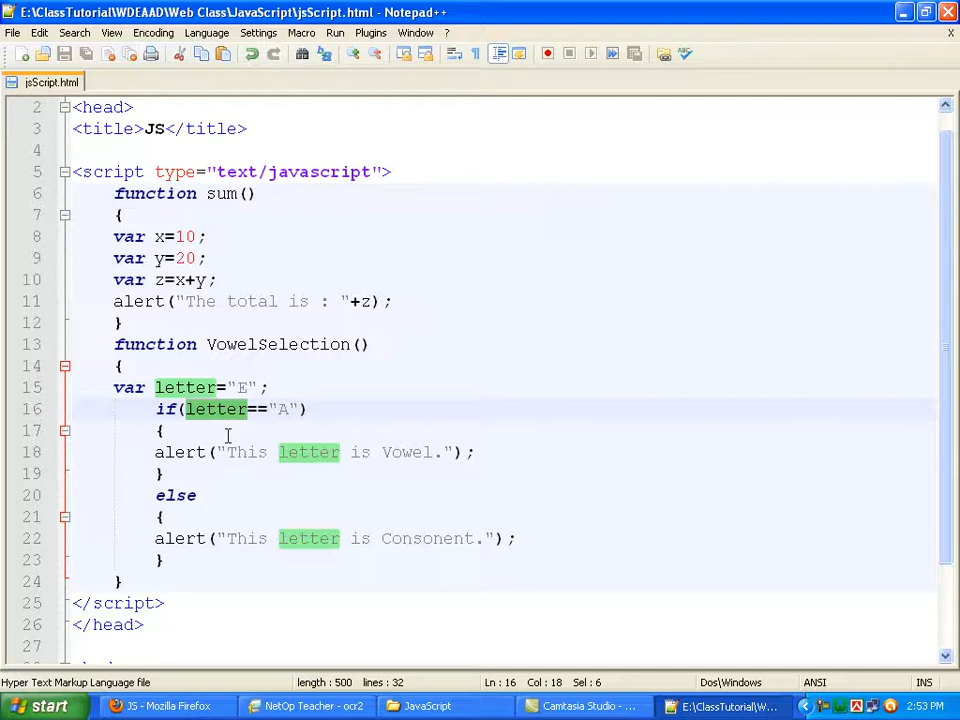 E:\ClassTutorial\WDEAAD\Web Class\JavaScript\jsScript.html - Notepad++
File Edit Search View Encoding Language Settings Macro Run Plugins Window ? X
jsScript.html
2 <head>
3 <title>JS</title>
4
5 <script type="text/javascript">
6 function sum()
7 {
8 var x=10;
9 var y=20;
10 var z=x+y;
11 alert("The total is : "+z);
12 }
13 function VowelSelection()
14 {
15 var letter="E";
16 if(letter=="A")
17 {
18 alert("This letter is Vowel.");
19 }
20 else
21 {
22 alert("This letter is Consonent.");
23 }
24 }
25 </script>
26 </head>
27
Hyper Text Markup Language file length : 500 lines : 32 Ln : 16 Col : 18 Sel : 6 Dos\Windows ANSI INS
start JS - Mozilla Firefox NetOp Teacher - ocr2 JavaScript Camtasia Studio - ... E:\ClassTutorial\W... 2:53 PM